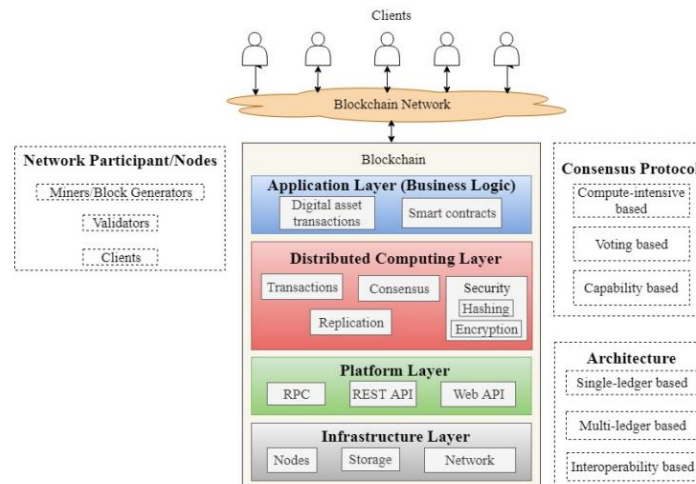 Clients
Blockchain Network
Network Participant/Nodes
Miners/Block Generators
Validators
Clients
Blockchain
Application Layer (Business Logic)
Digital asset
transactions
Smart contracts
Distributed Computing Layer
Transactions
Consensus
Security
Hashing
Encryption
Replication
Platform Layer
RPC
REST API
Web API
Infrastructure Layer
Nodes
Storage
Network
Consensus Protocol
Compute-intensive
based
Voting based
Capability based
Architecture
Single-ledger based
Multi-ledger based
Interoperability based